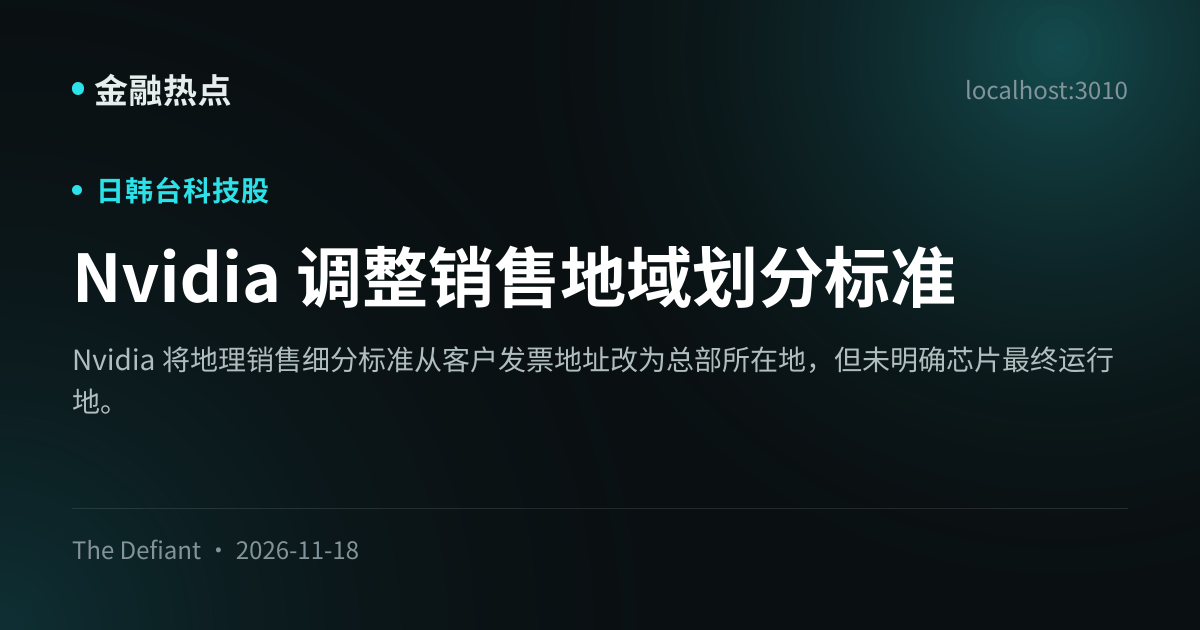 金融热点
localhost:3010
日韩台科技股
Nvidia 调整销售地域划分标准
Nvidia 将地理销售细分标准从客户发票地址改为总部所在地，但未明确芯片最终运行
地。
The Defiant · 2026-11-18